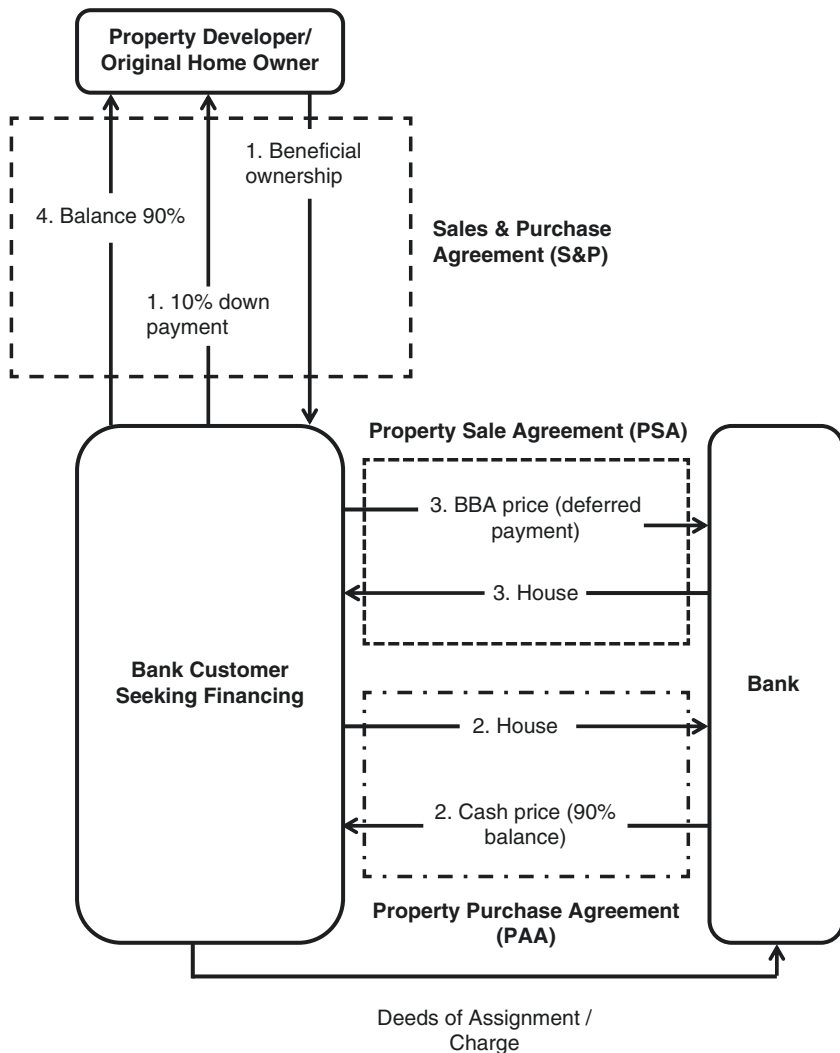 Property Developer/
Original Home Owner
1. Beneficial
ownership
4. Balance 90%
Sales & Purchase
Agreement (S&P)
1. 10% down
payment
Property Sale Agreement (PSA)
3. BBA price (deferred
payment)
3. House
Bank Customer
Seeking Financing
Bank
2. House
2. Cash price (90%
balance)
Property Purchase Agreement
(PAA)
Deeds of Assignment /
Charge